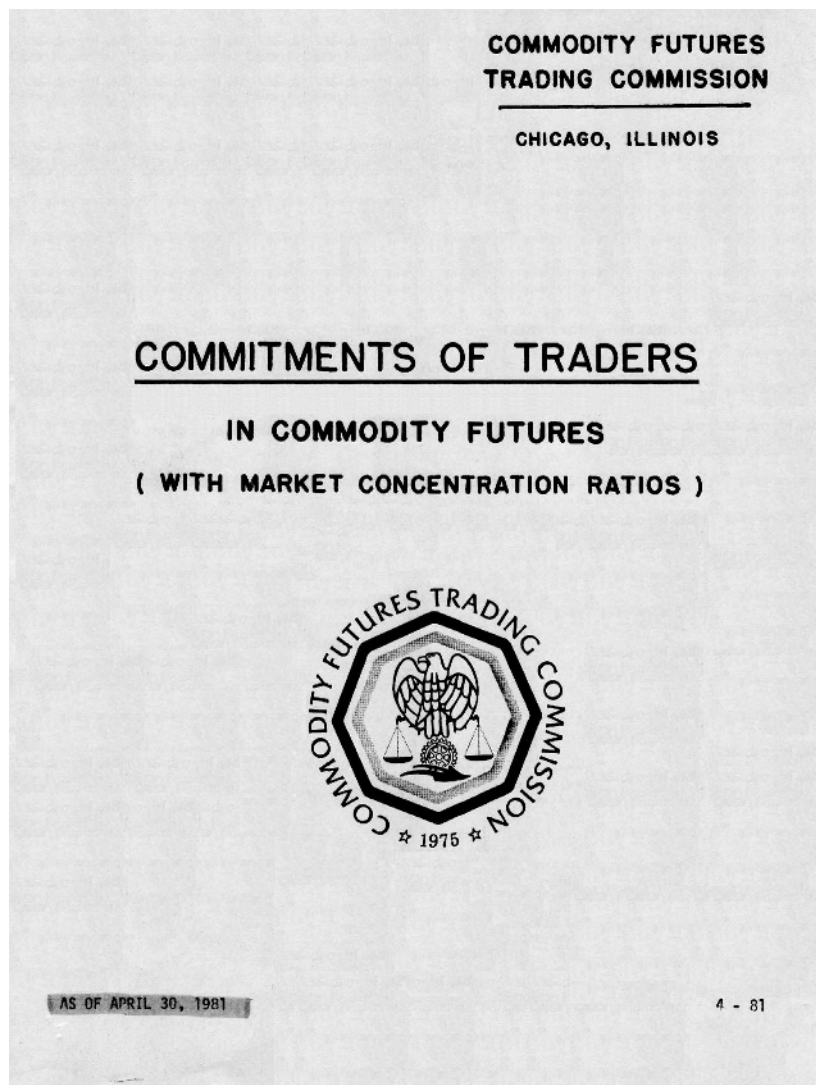 COMMODITY FUTURES
TRADING COMMISSION
CHICAGO, ILLINOIS
COMMITMENTS OF TRADERS
IN COMMODITY FUTURES
( WITH MARKET CONCENTRATION RATIOS )
COMMODITY FUTURES TRADING COMMISSION
☆ 1975 ☆
AS OF APRIL 30, 1981
4 - 81